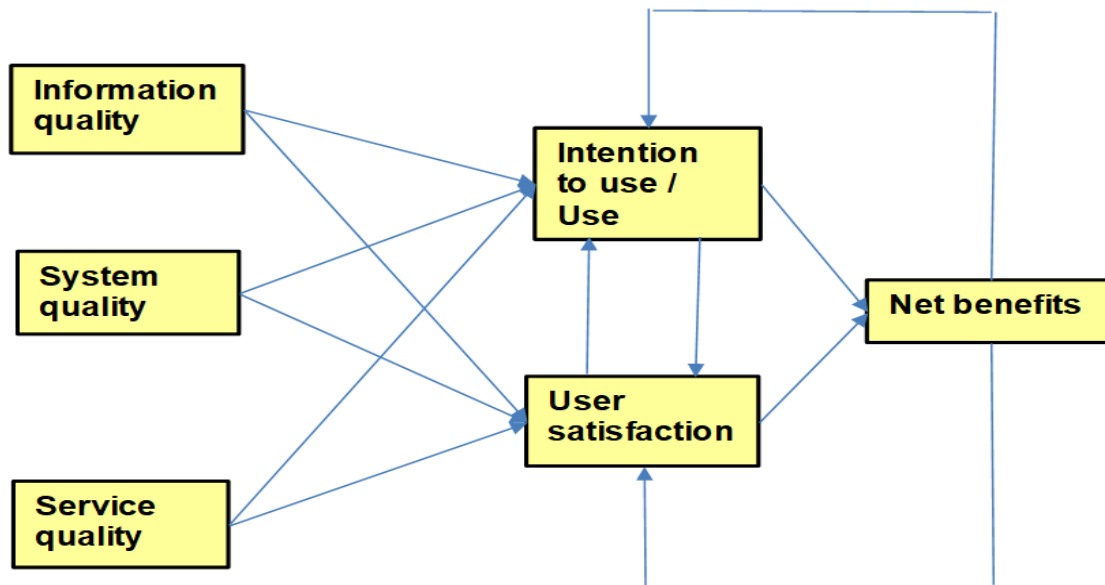 Information
quality
Intention
to use /
Use
System
quality
Net benefits
User
satisfaction
Service
quality